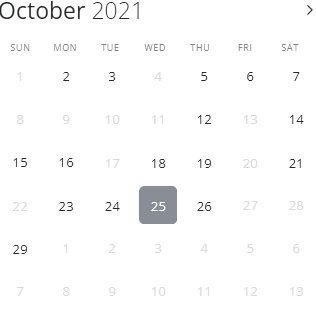 October 2021
SUN MON TUE WED THU FRI SAT
1 2 3 4 5 6 7
8 9 10 11 12 13 14
15 16 17 18 19 20 21
22 23 24 25 26 27 28
29 1 2 3 4 5 6
7 8 9 10 11 12 13